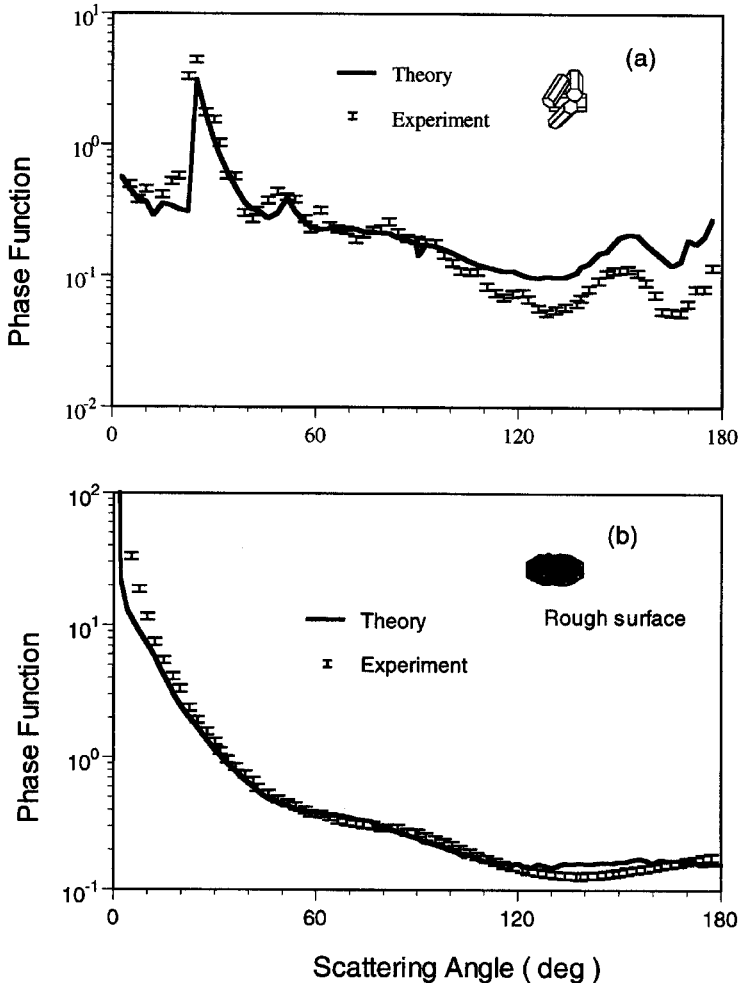 10^1
(a)
Theory
10^0
Experiment
Phase Function
10^-1
10^-2
0
60
120
180
10^2
(b)
10^1
Theory
Rough surface
Experiment
Phase Function
10^0
10^-1
0
60
120
180
Scattering Angle ( deg )